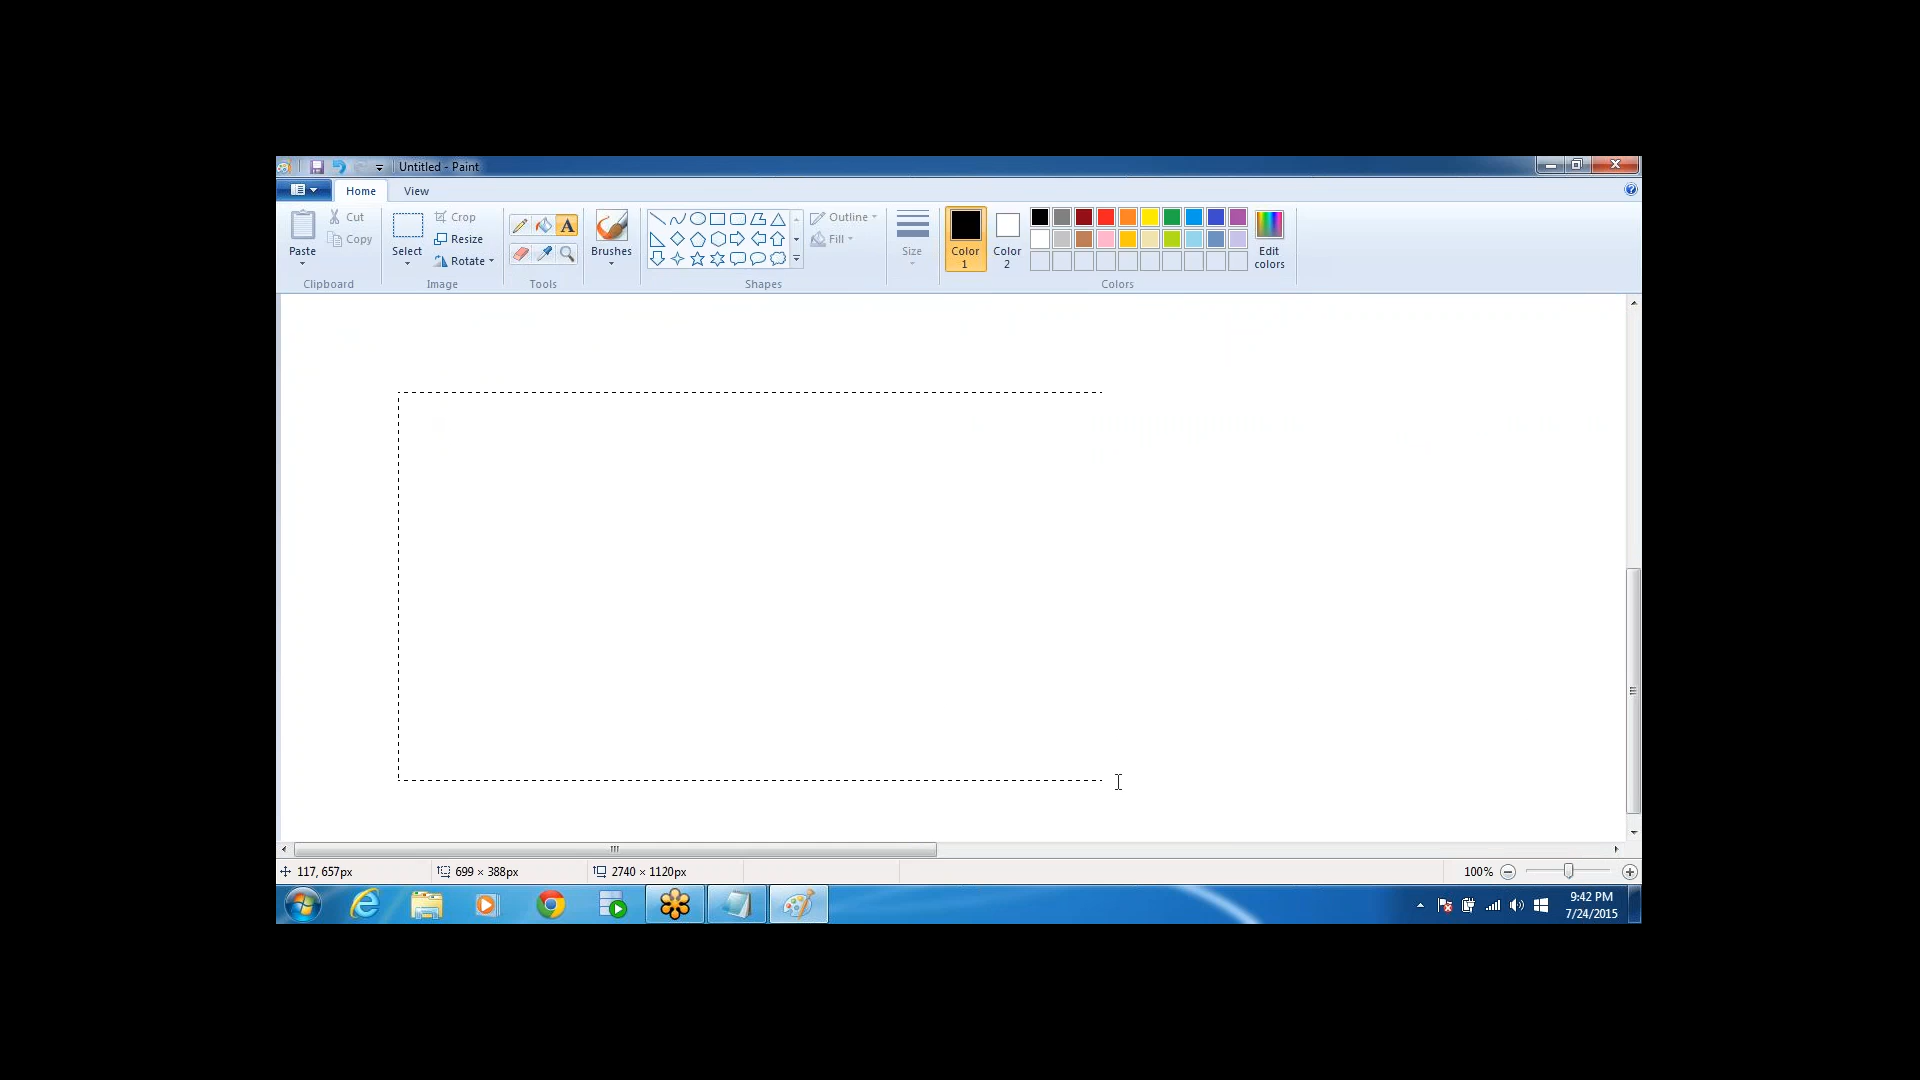 Untitled - Paint
Home View
Cut
Copy
Paste
Clipboard
Select
Crop
Resize
Rotate
Image
A
Tools
Brushes
Shapes
Outline
Fill
Size
Color 1
Color 2
Edit colors
Colors
117, 657px
699 × 388px
2740 × 1120px
100%
9:42 PM
7/24/2015